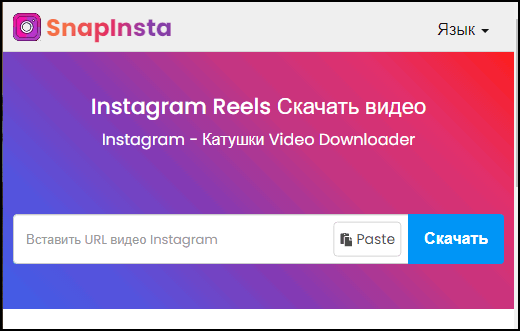 SnapInsta
Язык
Instagram Reels Скачать видео
Instagram - Катушки Video Downloader
Вставить URL видео Instagram
Paste
Скачать